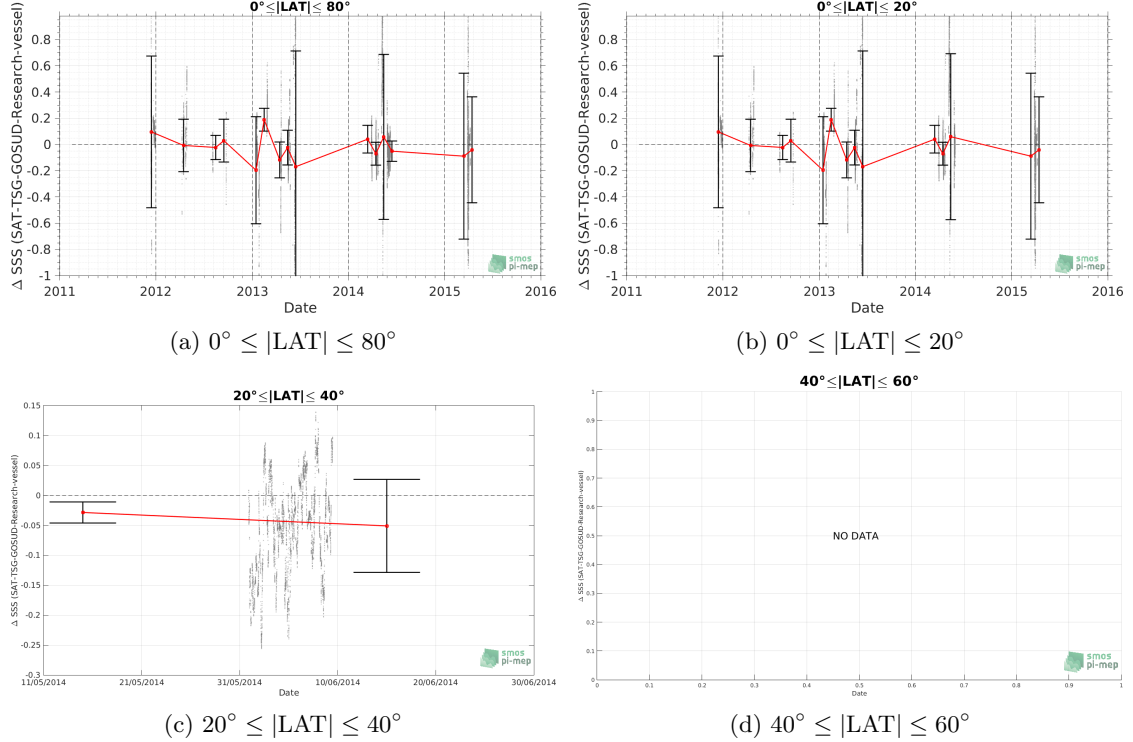 0°≤|LAT|≤ 80°
Δ SSS (SAT-TSG-GOSUD-Research-vessel)
0.8
0.6
0.4
0.2
0
-0.2
-0.4
-0.6
-0.8
-1
2011
2012
2013
2014
2015
2016
Date
smos
pi-mep
(a) 0° ≤ |LAT| ≤ 80°
0°≤|LAT|≤ 20°
Δ SSS (SAT-TSG-GOSUD-Research-vessel)
0.8
0.6
0.4
0.2
0
-0.2
-0.4
-0.6
-0.8
-1
2011
2012
2013
2014
2015
2016
Date
smos
pi-mep
(b) 0° ≤ |LAT| ≤ 20°
20°≤|LAT|≤ 40°
Δ SSS (SAT-TSG-GOSUD-Research-vessel)
0.15
0.1
0.05
0
-0.05
-0.1
-0.15
-0.2
-0.25
-0.3
11/05/2014
21/05/2014
31/05/2014
10/06/2014
20/06/2014
30/06/2014
Date
smos
pi-mep
(c) 20° ≤ |LAT| ≤ 40°
40°≤|LAT|≤ 60°
Δ SSS (SAT-TSG-GOSUD-Research-vessel)
1
0.9
0.8
0.7
0.6
0.5
0.4
0.3
0.2
0.1
0
NO DATA
0
0.1
0.2
0.3
0.4
0.5
0.6
0.7
0.8
0.9
1
Date
smos
pi-mep
(d) 40° ≤ |LAT| ≤ 60°